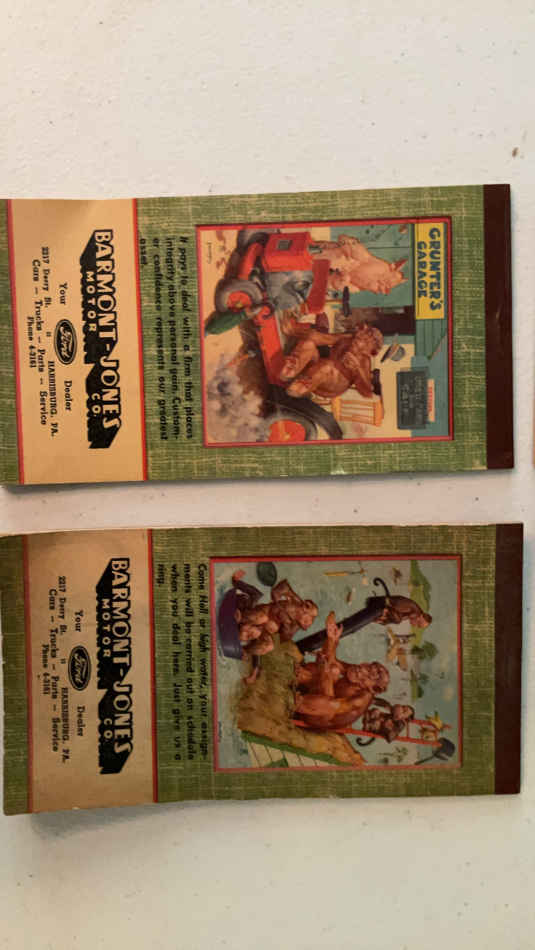 GRUNTER'S
GARAGE
It pays to deal with a firm that places
integrity above personal gain. Custom-
er confidence represents our greatest
asset.
BARMONT-JONES
MOTOR CO.
Your Ford Dealer
2217 Derry St. " HARRISBURG, PA.
Cars -- Trucks -- Parts -- Service
Phone 4-3161
Come Hell or high water, your assign-
ments will be carried out on schedule
when you deal here. Just give us a
ring.
BARMONT-JONES
MOTOR CO.
Your Ford Dealer
2217 Derry St. " HARRISBURG, PA.
Cars -- Trucks -- Parts -- Service
Phone 4-3161